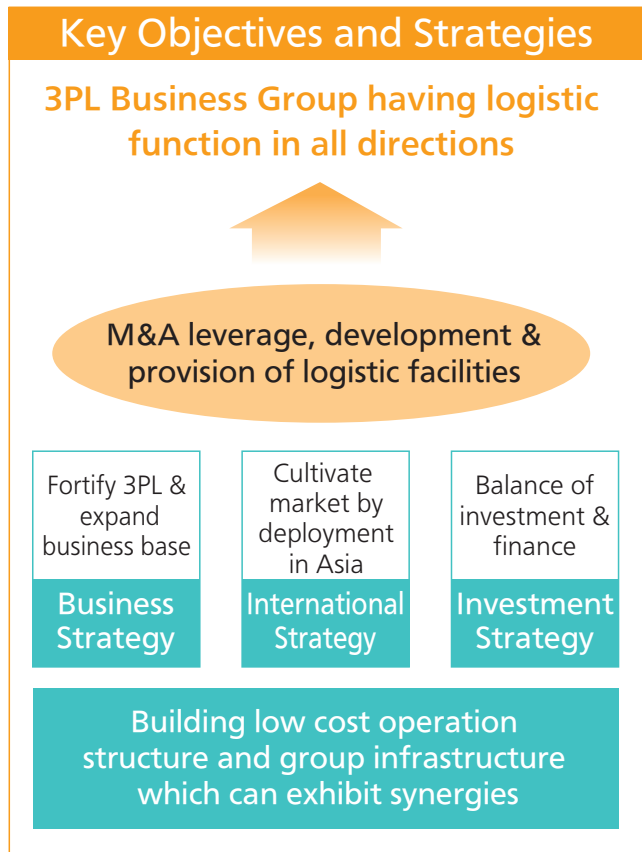 Key Objectives and Strategies
3PL Business Group having logistic
function in all directions
M&A leverage, development &
provision of logistic facilities
Fortify 3PL &
expand
business base
Business
Strategy
Cultivate
market by
deployment
in Asia
International
Strategy
Balance of
investment &
finance
Investment
Strategy
Building low cost operation
structure and group infrastructure
which can exhibit synergies